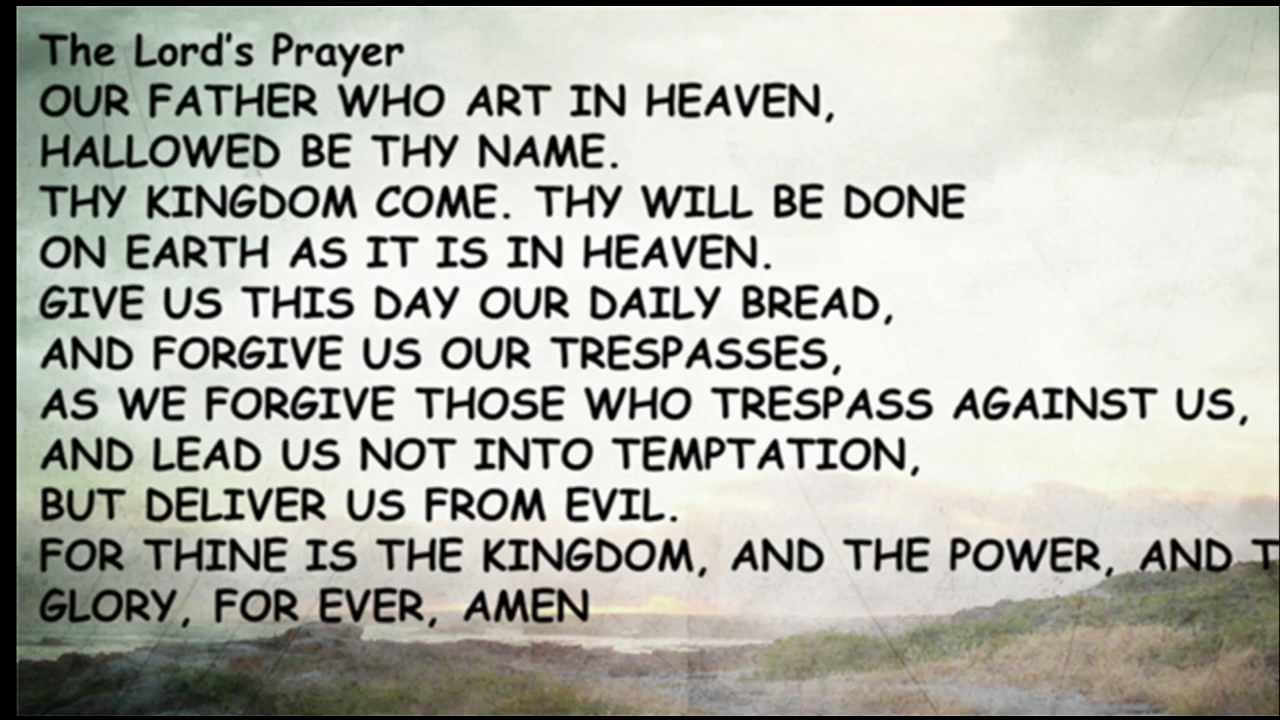 The Lord's Prayer
OUR FATHER WHO ART IN HEAVEN,
HALLOWED BE THY NAME.
THY KINGDOM COME. THY WILL BE DONE
ON EARTH AS IT IS IN HEAVEN.
GIVE US THIS DAY OUR DAILY BREAD,
AND FORGIVE US OUR TRESPASSES,
AS WE FORGIVE THOSE WHO TRESPASS AGAINST US,
AND LEAD US NOT INTO TEMPTATION,
BUT DELIVER US FROM EVIL.
FOR THINE IS THE KINGDOM, AND THE POWER, AND
GLORY, FOR EVER, AMEN